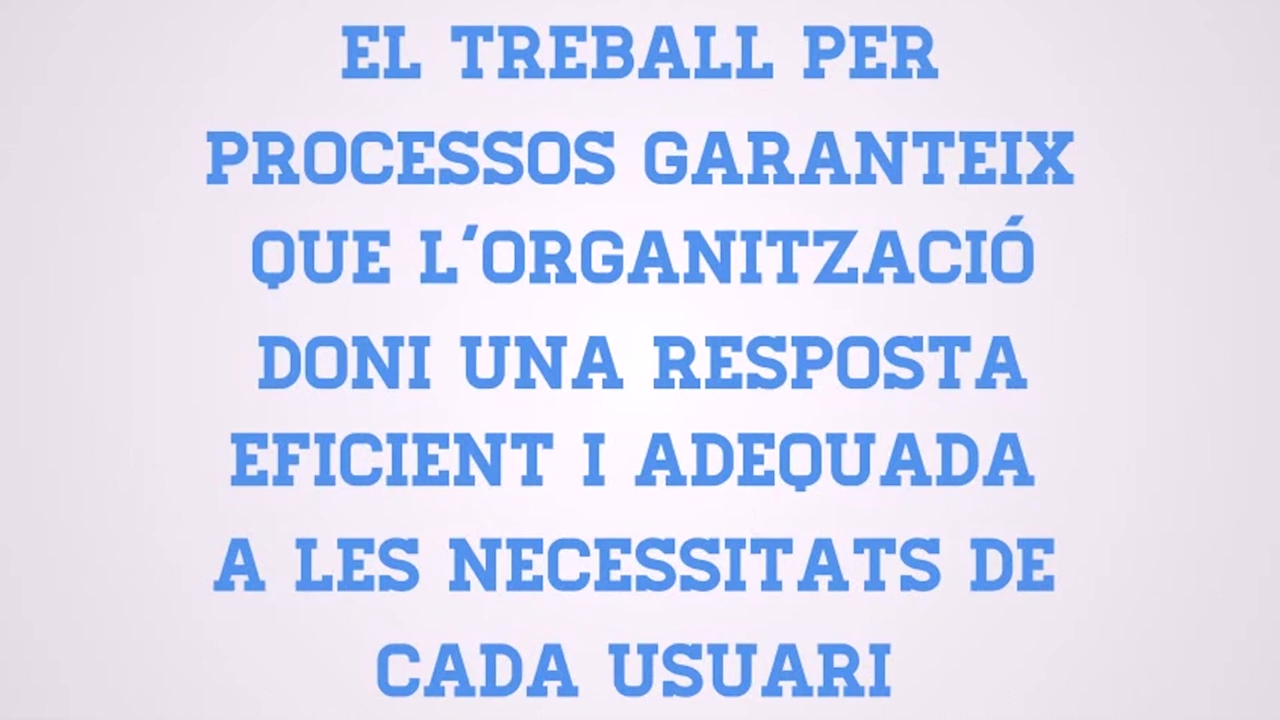 EL TREBALL PER
PROCESSOS GARANTEIX
QUE L'ORGANITZACIÓ
DONI UNA RESPOSTA
EFICIENT I ADEQUADA
A LES NECESSITATS DE
CADA USUARI